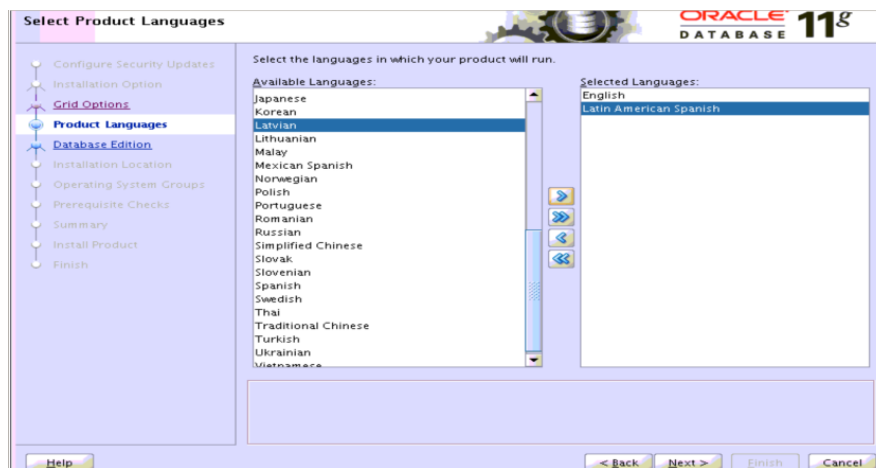 Select Product Languages
ORACLE
DATABASE 11g
Configure Security Updates
Installation Option
Grid Options
Product Languages
Database Edition
Installation Location
Operating System Groups
Prerequisite Checks
Summary
Install Product
Finish
Select the languages in which your product will run.
Available Languages:
Japanese
Korean
Latvian
Lithuanian
Malay
Mexican Spanish
Norwegian
Polish
Portuguese
Romanian
Russian
Simplified Chinese
Slovak
Slovenian
Spanish
Swedish
Thai
Traditional Chinese
Turkish
Ukrainian
Vietnamese
Selected Languages:
English
Latin American Spanish
Help
< Back
Next >
Finish
Cancel